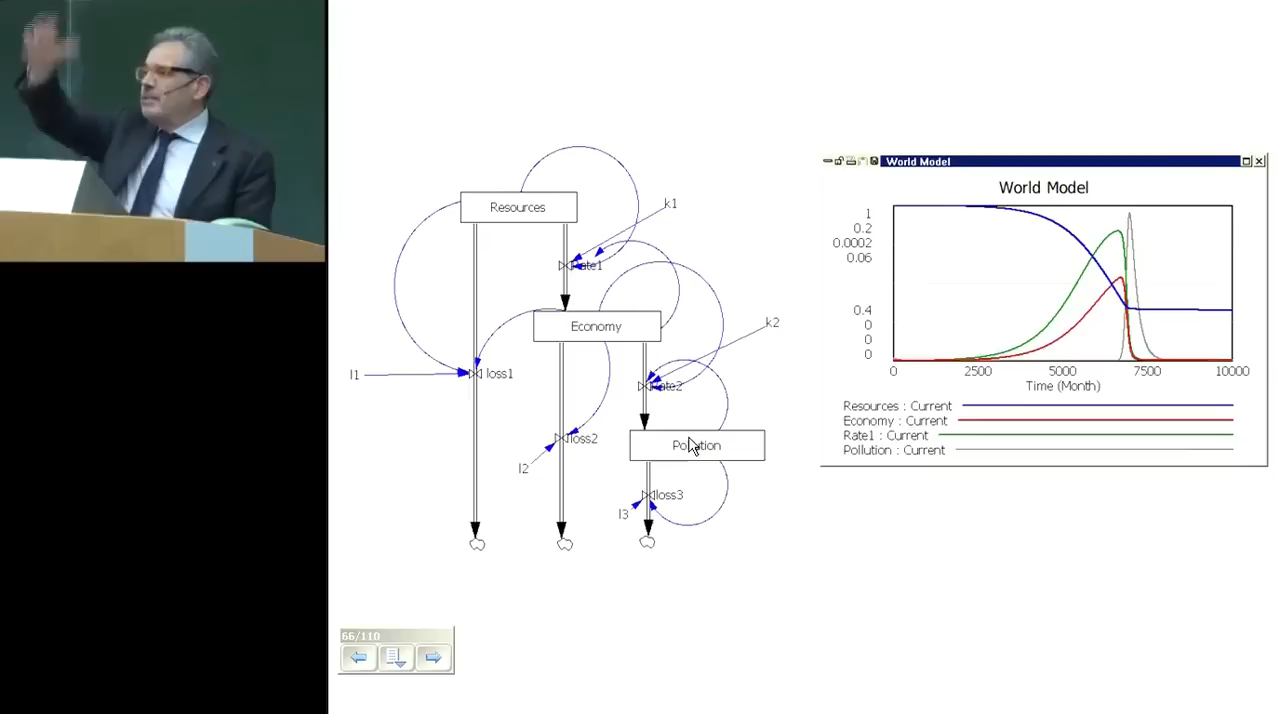 Resources
k1
Rate1
Economy
k2
l1
loss1
Rate2
loss2
Pollution
l2
loss3
l3
66/110
World Model
World Model
1
0.2
0.0002
0.06
0.4
0
0
0
0 2500 5000 7500 10000
Time (Month)
Resources : Current
Economy : Current
Rate1 : Current
Pollution : Current